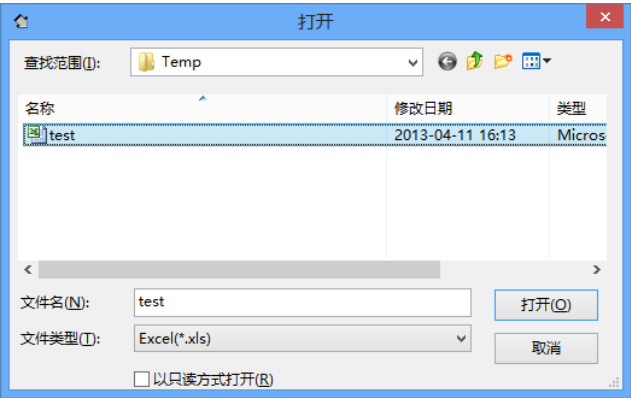 打开
查找范围(I): Temp
名称 修改日期 类型
test 2013-04-11 16:13 Micros
文件名(N): test 打开(O)
文件类型(T): Excel(*.xls) 取消
以只读方式打开(R)